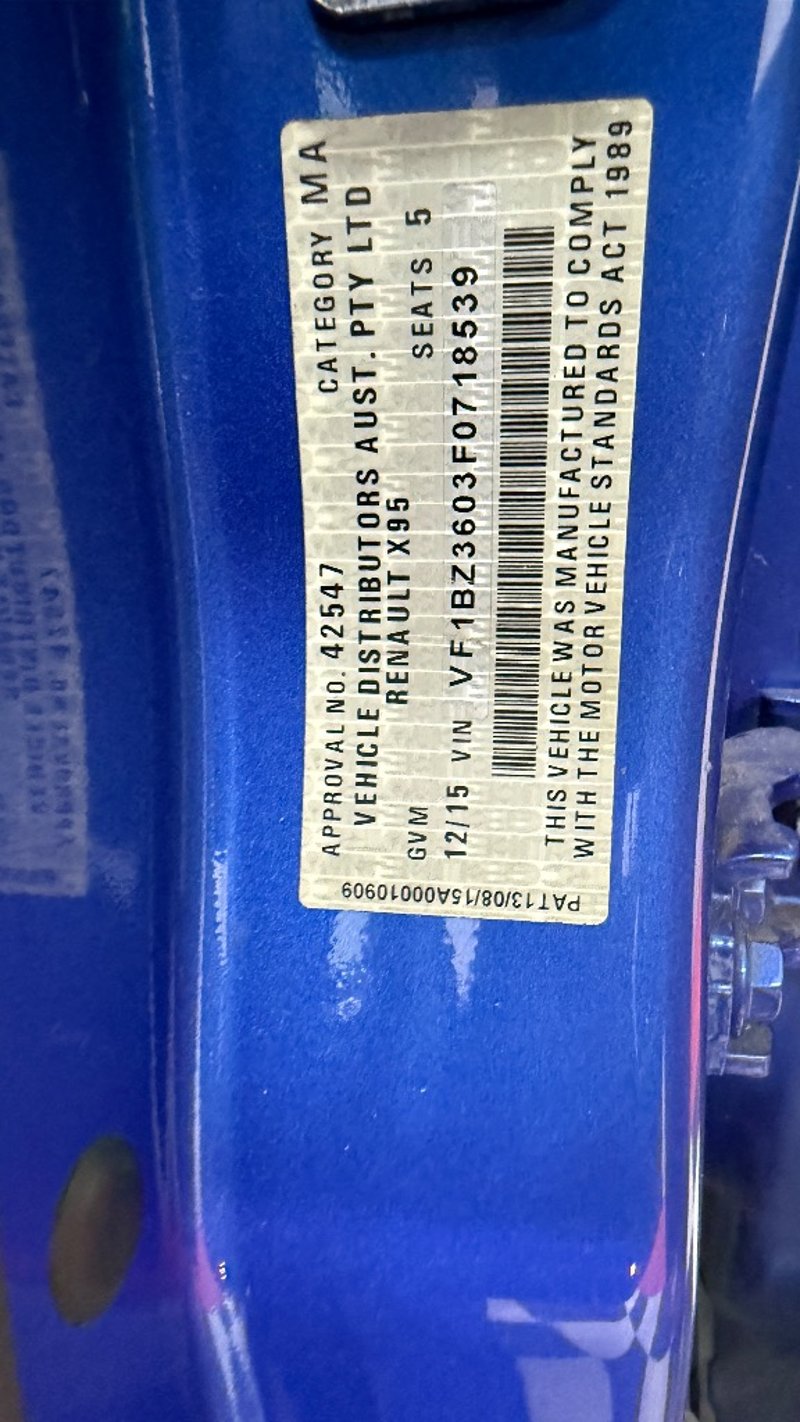 APPROVAL NO. 42547 CATEGORY MA
VEHICLE DISTRIBUTORS AUST. PTY LTD
RENAULT X95
GVM SEATS 5
12/15 VIN VF1BZ3603F0718539
THIS VEHICLE WAS MANUFACTURED TO COMPLY
WITH THE MOTOR VEHICLE STANDARDS ACT 1989
PAT13/08/15A00010909